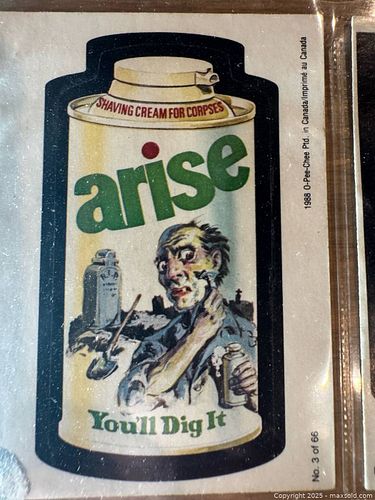 SHAVING CREAM FOR CORPSES
arise
You'll Dig It
1988 O-Pee-Chee Ptd. in Canada/Imprimé au Canada
No. 3 of 66
Copyright 2025 - maxsold.com